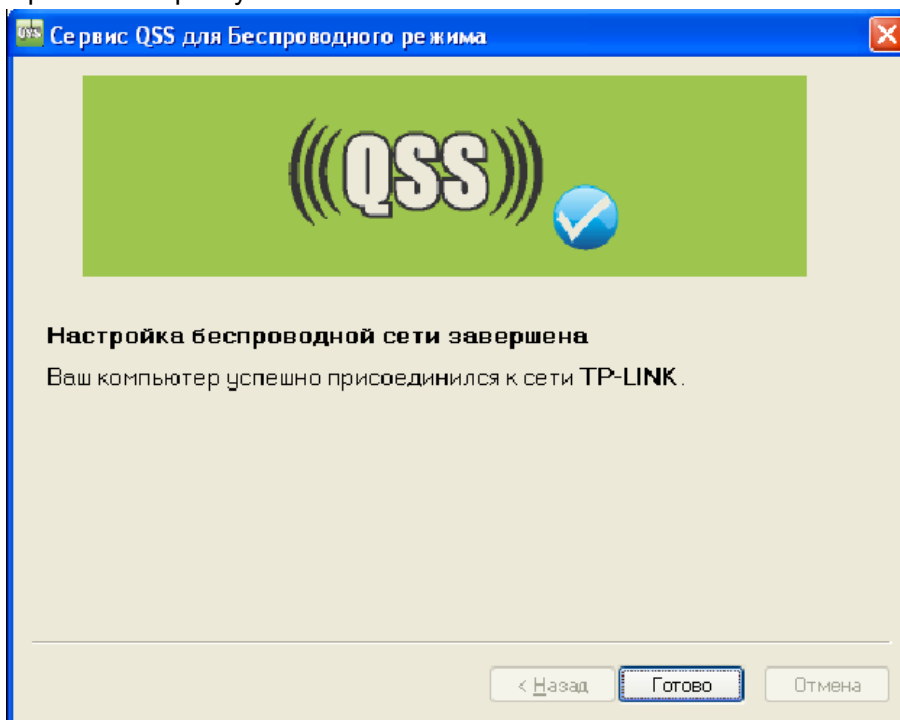 QSS Сервис QSS для Беспроводного режима
(((QSS)))
Настройка беспроводной сети завершена
Ваш компьютер успешно присоединился к сети TP-LINK.
< Назад Готово Отмена